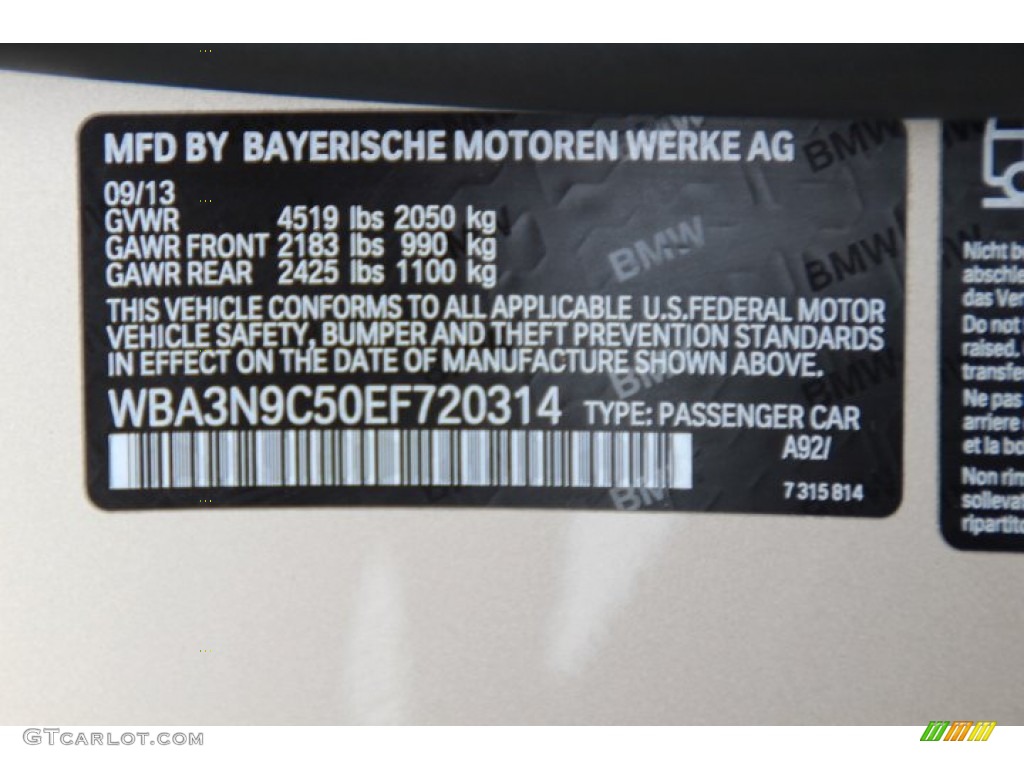 MFD BY BAYERISCHE MOTOREN WERKE AG
09/13
GVWR 4519 lbs 2050 kg
GAWR FRONT 2183 lbs 990 kg
GAWR REAR 2425 lbs 1100 kg
THIS VEHICLE CONFORMS TO ALL APPLICABLE U.S.FEDERAL MOTOR
VEHICLE SAFETY, BUMPER AND THEFT PREVENTION STANDARDS
IN EFFECT ON THE DATE OF MANUFACTURE SHOWN ABOVE.
WBA3N9C50EF720314 TYPE: PASSENGER CAR
A92/
7 315 814
BMW
BMW
BMW
BMW
BMW
Nicht
abschle
das Ver
Do not
raised.
transfe
Ne pas
arriere
et la bo
Non rim
sollevat
ripartito
GTCarLot.com